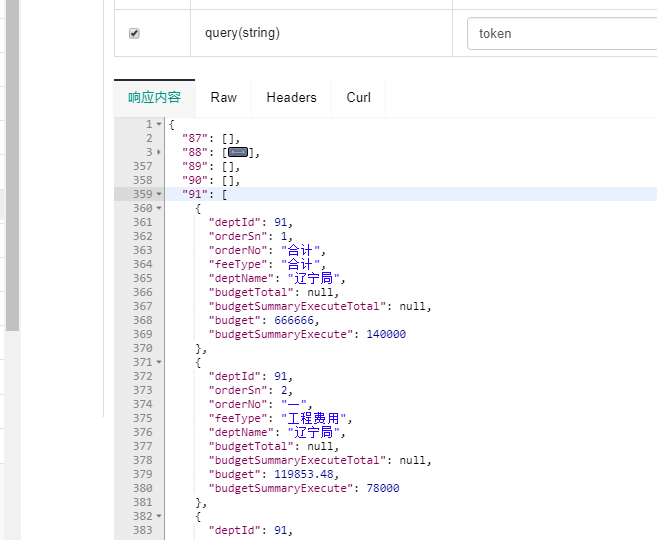 query(string) token
响应内容 Raw Headers Curl
1 {
2 "87": [],
3 "88": [↔],
357 "89": [],
358 "90": [],
359 "91": [
360 {
361 "deptId": 91,
362 "orderSn": 1,
363 "orderNo": "合计",
364 "feeType": "合计",
365 "deptName": "辽宁局",
366 "budgetTotal": null,
367 "budgetSummaryExecuteTotal": null,
368 "budget": 666666,
369 "budgetSummaryExecute": 140000
370 },
371 {
372 "deptId": 91,
373 "orderSn": 2,
374 "orderNo": "一",
375 "feeType": "工程费用",
376 "deptName": "辽宁局",
377 "budgetTotal": null,
378 "budgetSummaryExecuteTotal": null,
379 "budget": 119853.48,
380 "budgetSummaryExecute": 78000
381 },
382 {
383 "deptId": 91,